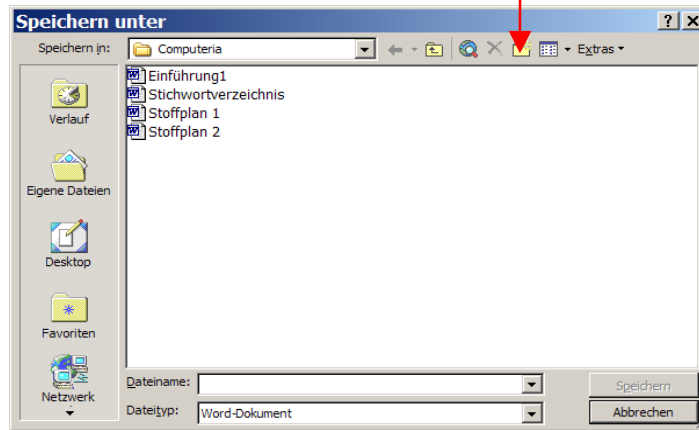 Speichern unter
Speichern in: Computeria Extras
Einführung1
Stichwortverzeichnis
Stoffplan 1
Stoffplan 2
Verlauf
Eigene Dateien
Desktop
Favoriten
Netzwerk
Dateiname: Speichern
Dateityp: Word-Dokument Abbrechen